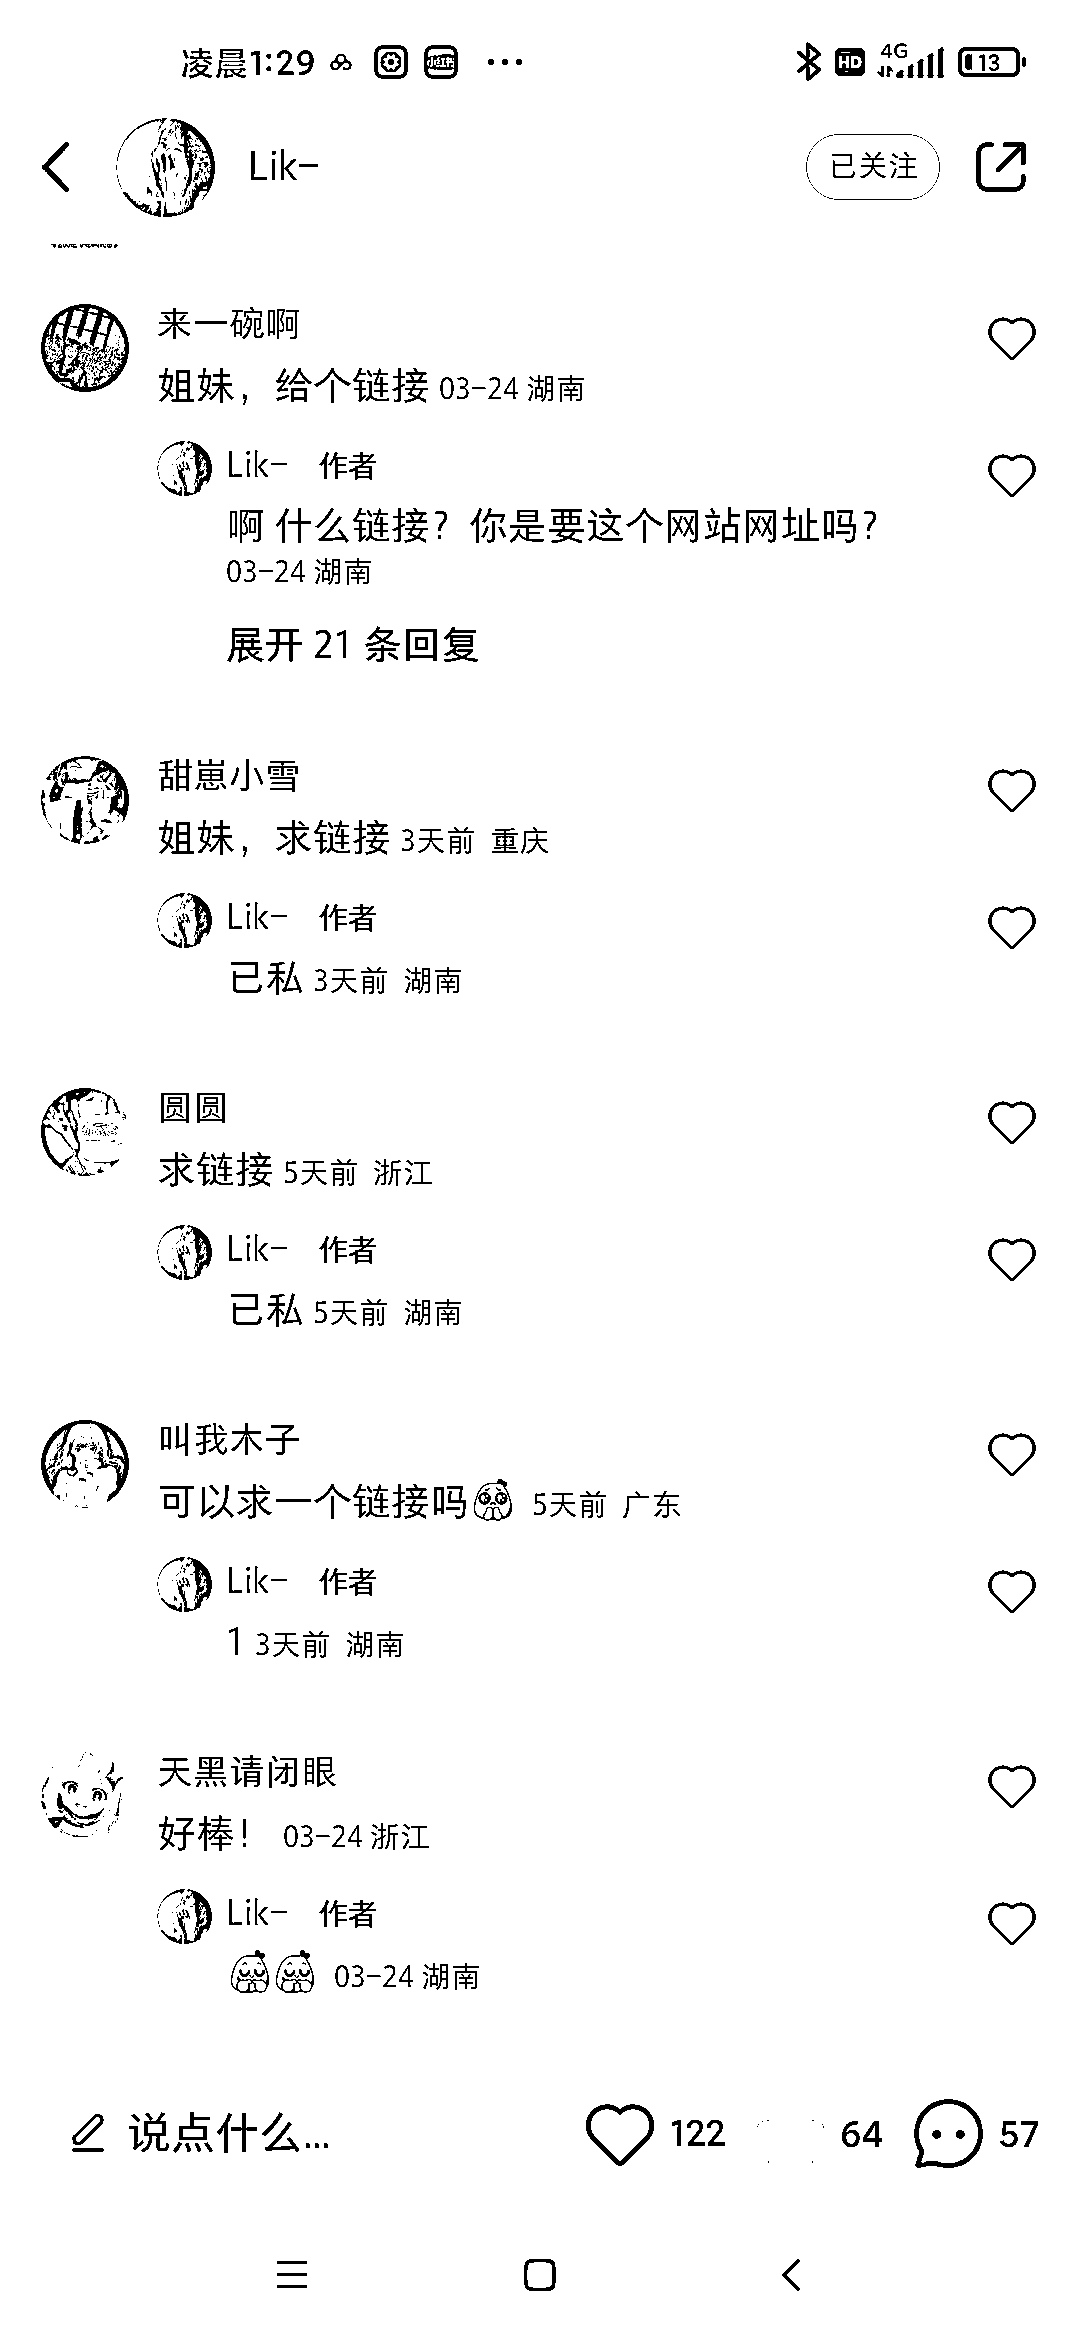 凌晨1:29 ... HD 4G 13
Lik- 已关注
来一碗啊
姐妹，给个链接 03-24 湖南
Lik- 作者
啊 什么链接？你是要这个网站网址吗？
03-24 湖南
展开 21 条回复
甜崽小雪
姐妹，求链接 3天前 重庆
Lik- 作者
已私 3天前 湖南
圆圆
求链接 5天前 浙江
Lik- 作者
已私 5天前 湖南
叫我木子
可以求一个链接吗 5天前 广东
Lik- 作者
1 3天前 湖南
天黑请闭眼
好棒！ 03-24 浙江
Lik- 作者
03-24 湖南
说点什么... 122 64 57